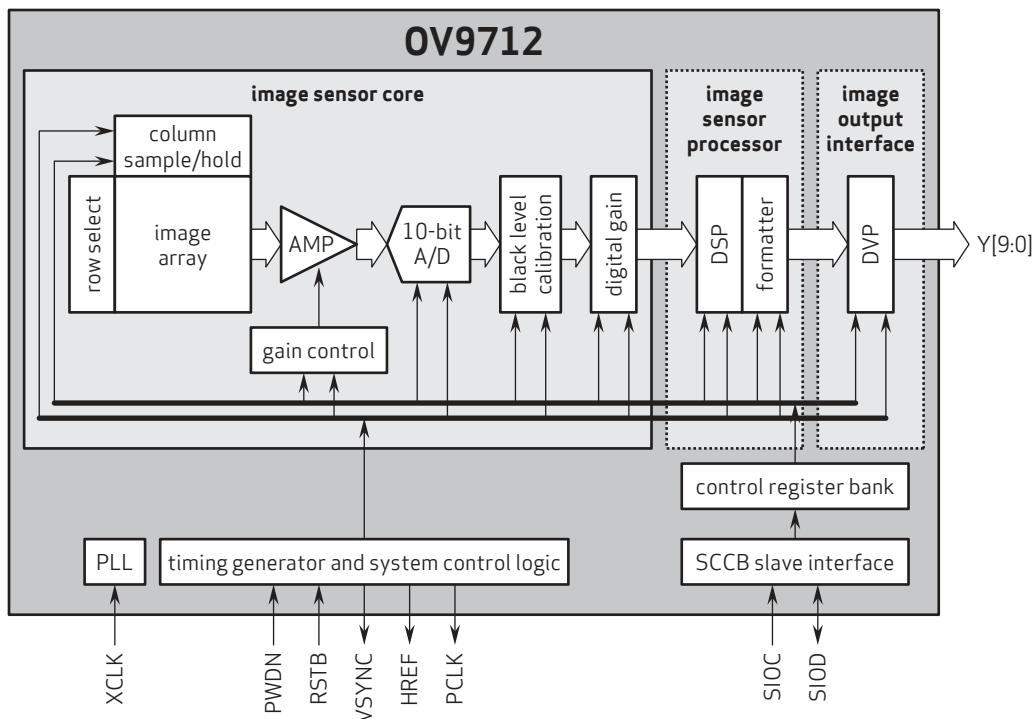 OV9712
image sensor core
image
sensor
processor
image
output
interface
column
sample/hold
row select
image
array
AMP
10-bit
A/D
black level
calibration
digital gain
DSP
formatter
DVP
Y[9:0]
gain control
control register bank
PLL
timing generator and system control logic
SCCB slave interface
XCLK
PWDN
RSTB
VSYNC
HREF
PCLK
SIOC
SIOD